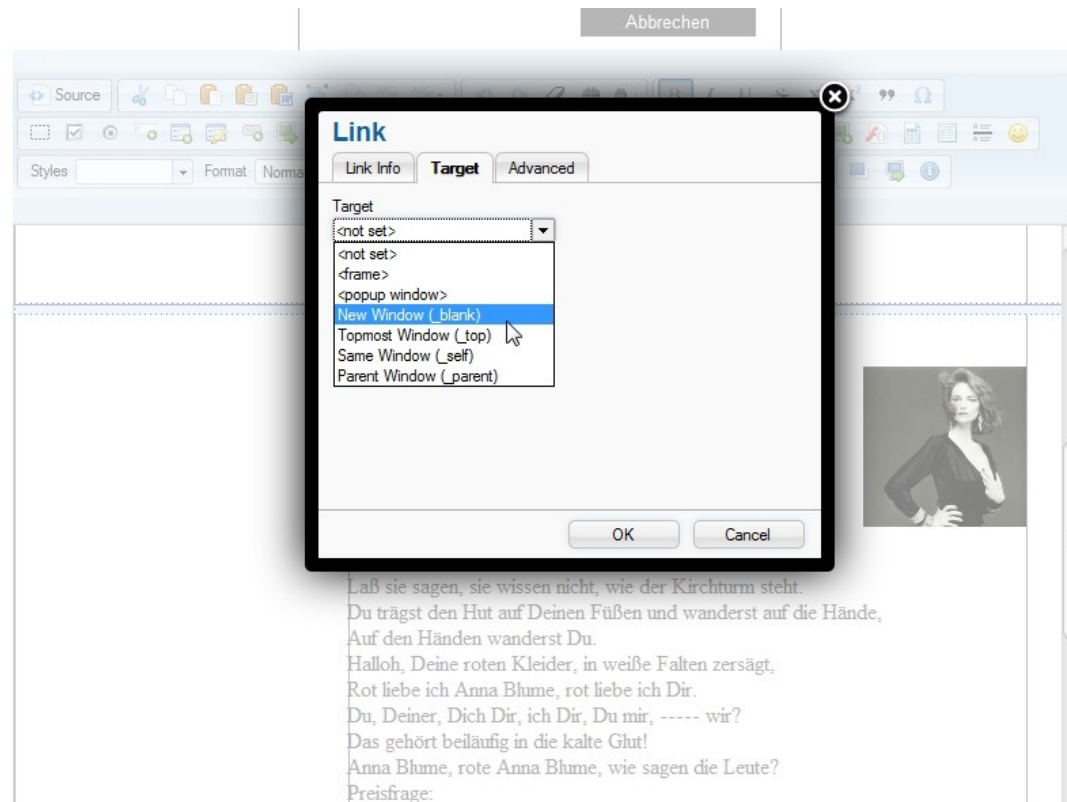 Abbrechen
Source
B I U S
Styles Format Norma
Link
Link Info Target Advanced
Target
<not set>
<not set>
<frame>
<popup window>
New Window (_blank)
Topmost Window (_top)
Same Window (_self)
Parent Window (_parent)
OK Cancel
Laß sie sagen, sie wissen nicht, wie der Kirchturm steht.
Du trägst den Hut auf Deinen Füßen und wanderst auf die Hände,
Auf den Händen wanderst Du.
Halloh, Deine roten Kleider, in weiße Falten zersägt,
Rot liebe ich Anna Blume, rot liebe ich Dir.
Du, Deiner, Dich Dir, ich Dir, Du mir, ----- wir?
Das gehört beiläufig in die kalte Glut!
Anna Blume, rote Anna Blume, wie sagen die Leute?
Preisfrage: